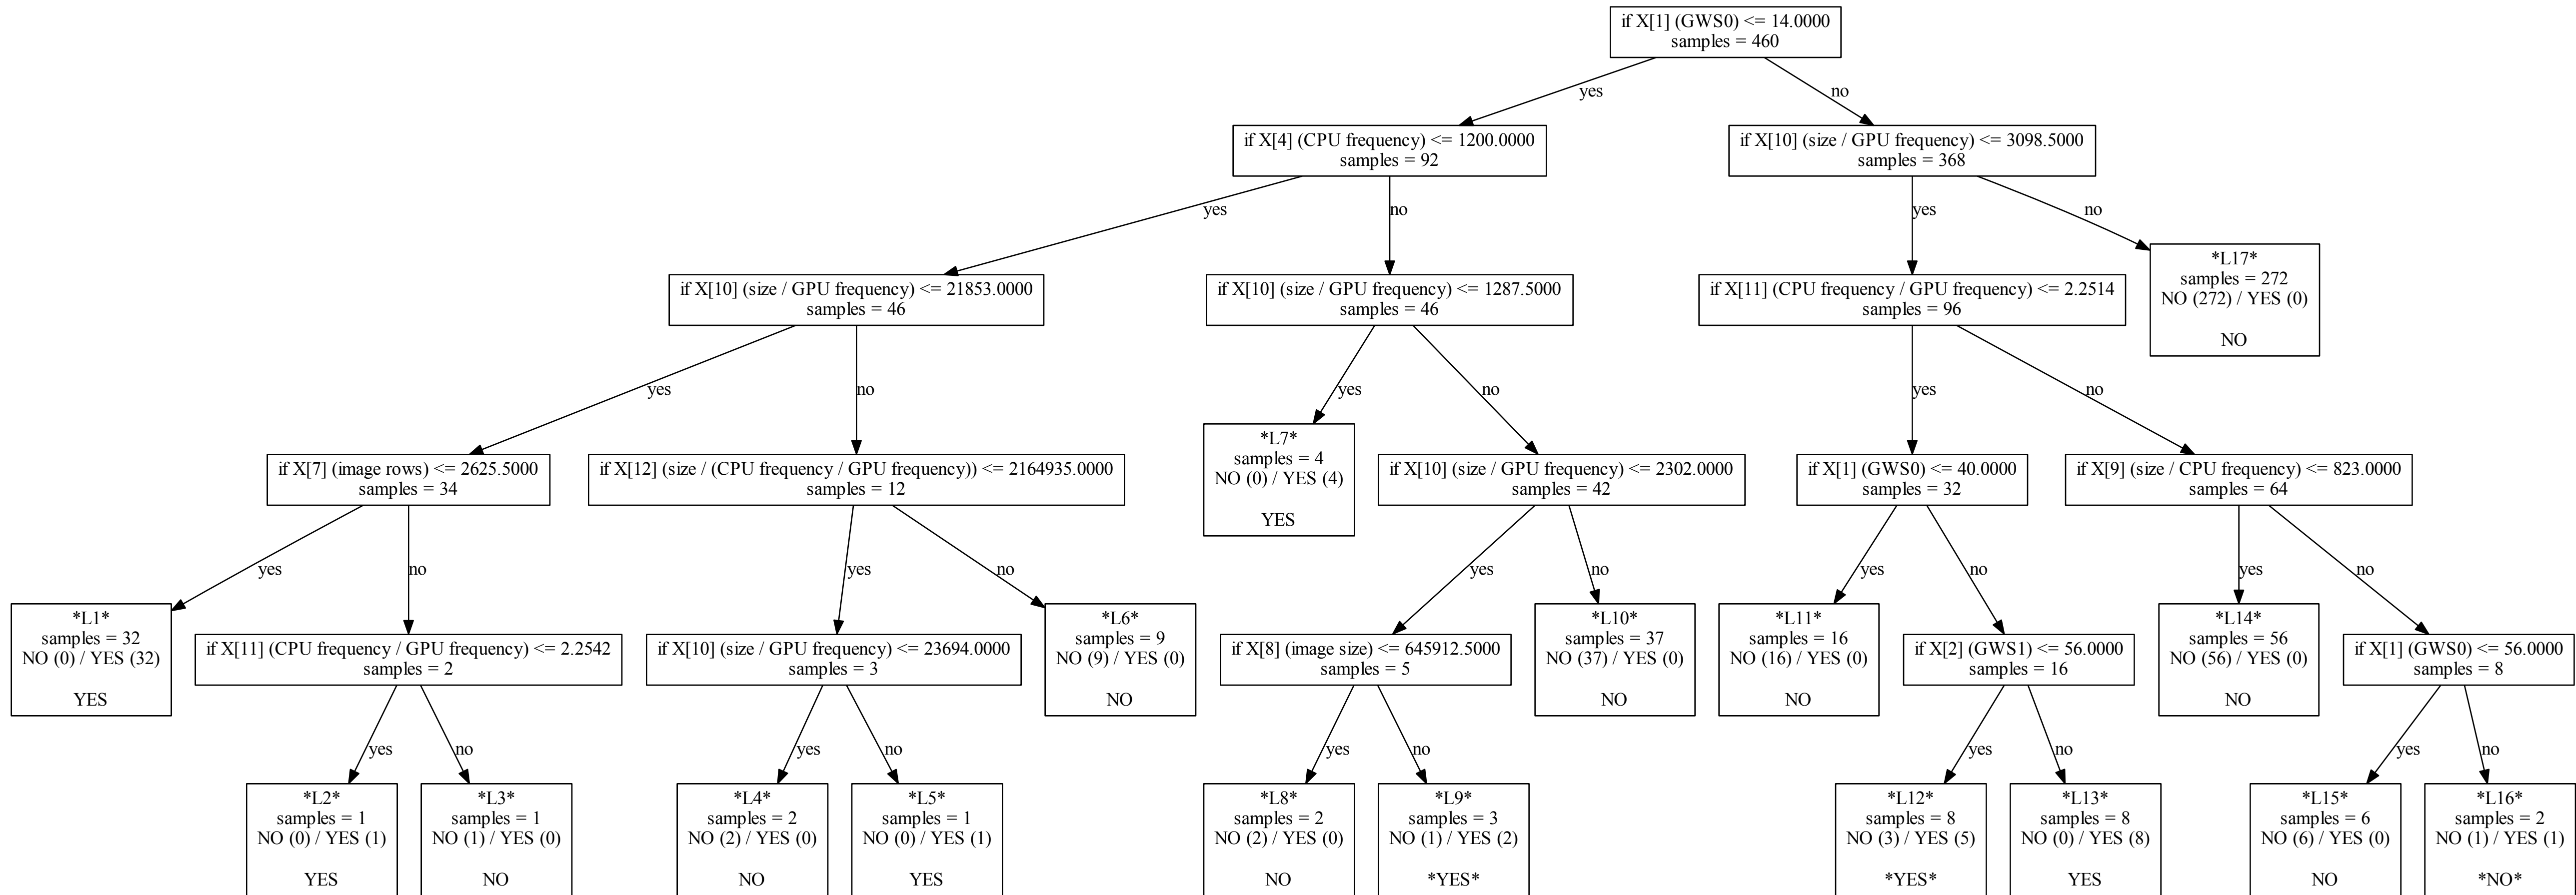 if X[1] (GWS0) <= 14.0000
samples = 460
yes
no
if X[4] (CPU frequency) <= 1200.0000
samples = 92
if X[10] (size / GPU frequency) <= 3098.5000
samples = 368
yes
no
yes
no
if X[10] (size / GPU frequency) <= 21853.0000
samples = 46
if X[10] (size / GPU frequency) <= 1287.5000
samples = 46
if X[11] (CPU frequency / GPU frequency) <= 2.2514
samples = 96
*L17*
samples = 272
NO (272) / YES (0)
NO
yes
no
yes
no
yes
no
if X[7] (image rows) <= 2625.5000
samples = 34
if X[12] (size / (CPU frequency / GPU frequency)) <= 2164935.0000
samples = 12
*L7*
samples = 4
NO (0) / YES (4)
YES
if X[10] (size / GPU frequency) <= 2302.0000
samples = 42
if X[1] (GWS0) <= 40.0000
samples = 32
if X[9] (size / CPU frequency) <= 823.0000
samples = 64
yes
no
yes
no
yes
no
yes
no
yes
no
*L1*
samples = 32
NO (0) / YES (32)
YES
if X[11] (CPU frequency / GPU frequency) <= 2.2542
samples = 2
if X[10] (size / GPU frequency) <= 23694.0000
samples = 3
*L6*
samples = 9
NO (9) / YES (0)
NO
if X[8] (image size) <= 645912.5000
samples = 5
*L10*
samples = 37
NO (37) / YES (0)
NO
*L11*
samples = 16
NO (16) / YES (0)
NO
if X[2] (GWS1) <= 56.0000
samples = 16
*L14*
samples = 56
NO (56) / YES (0)
NO
if X[1] (GWS0) <= 56.0000
samples = 8
yes
no
yes
no
yes
no
yes
no
yes
no
*L2*
samples = 1
NO (0) / YES (1)
YES
*L3*
samples = 1
NO (1) / YES (0)
NO
*L4*
samples = 2
NO (2) / YES (0)
NO
*L5*
samples = 1
NO (0) / YES (1)
YES
*L8*
samples = 2
NO (2) / YES (0)
NO
*L9*
samples = 3
NO (1) / YES (2)
*YES*
*L12*
samples = 8
NO (3) / YES (5)
*YES*
*L13*
samples = 8
NO (0) / YES (8)
YES
*L15*
samples = 6
NO (6) / YES (0)
NO
*L16*
samples = 2
NO (1) / YES (1)
*NO*